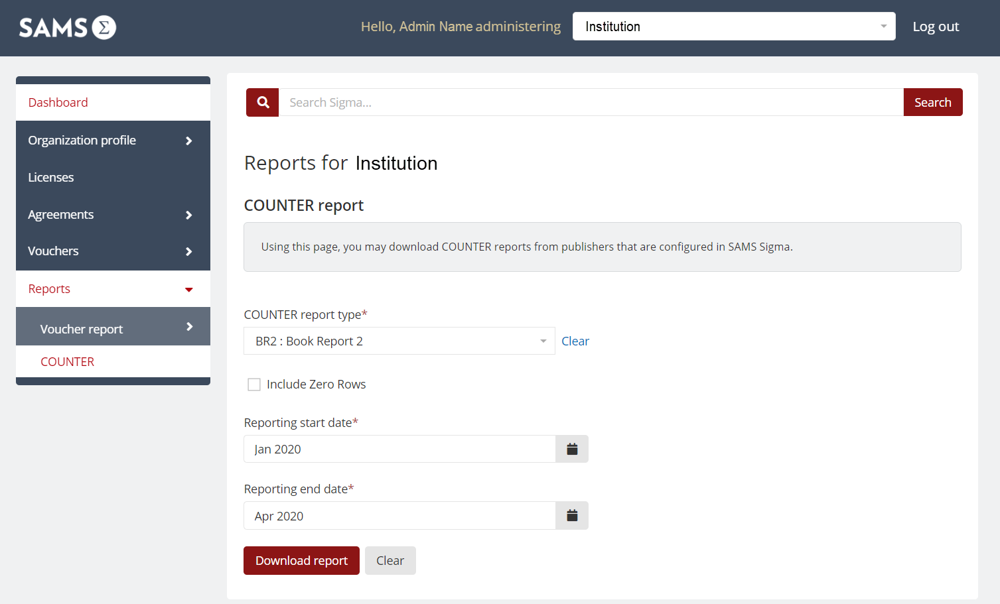 SAMS Σ
Hello, Admin Name administering
Institution
Log out
Dashboard
Organization profile
Licenses
Agreements
Vouchers
Reports
Voucher report
COUNTER
Search Sigma...
Search
Reports for Institution
COUNTER report
Using this page, you may download COUNTER reports from publishers that are configured in SAMS Sigma.
COUNTER report type*
BR2 : Book Report 2
Clear
Include Zero Rows
Reporting start date*
Jan 2020
Reporting end date*
Apr 2020
Download report
Clear